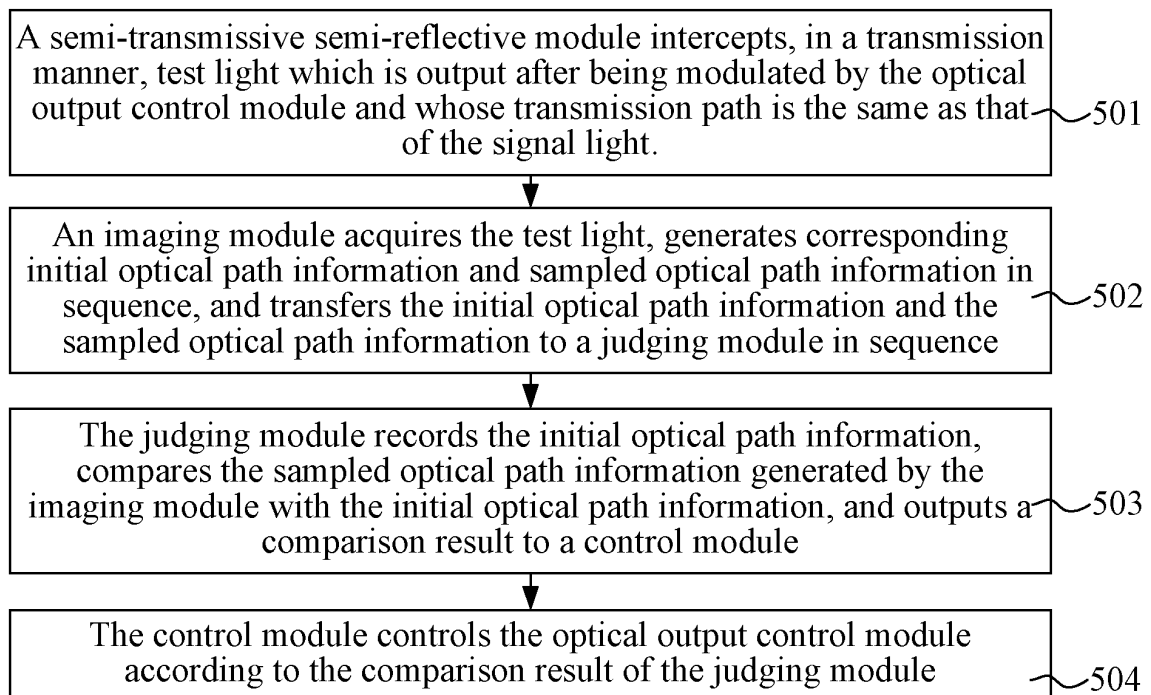 A semi-transmissive semi-reflective module intercepts, in a transmission
manner, test light which is output after being modulated by the optical
output control module and whose transmission path is the same as that
of the signal light.
501
An imaging module acquires the test light, generates corresponding
initial optical path information and sampled optical path information in
sequence, and transfers the initial optical path information and the
sampled optical path information to a judging module in sequence
502
The judging module records the initial optical path information,
compares the sampled optical path information generated by the
imaging module with the initial optical path information, and outputs a
comparison result to a control module
503
The control module controls the optical output control module
according to the comparison result of the judging module
504